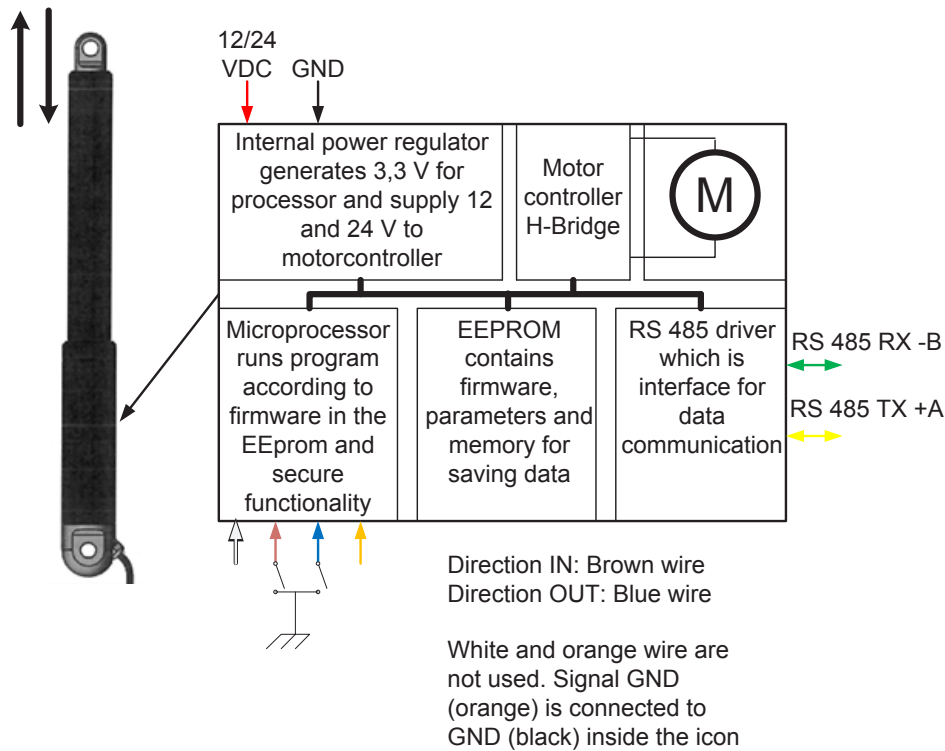 12/24
VDC GND
Internal power regulator
generates 3,3 V for
processor and supply 12
and 24 V to
motorcontroller
Motor
controller
H-Bridge
M
Microprocessor
runs program
according to
firmware in the
EEprom and
secure
functionality
EEPROM
contains
firmware,
parameters and
memory for
saving data
RS 485 driver
which is
interface for
data
communication
RS 485 RX -B
RS 485 TX +A
Direction IN: Brown wire
Direction OUT: Blue wire
White and orange wire are
not used. Signal GND
(orange) is connected to
GND (black) inside the icon